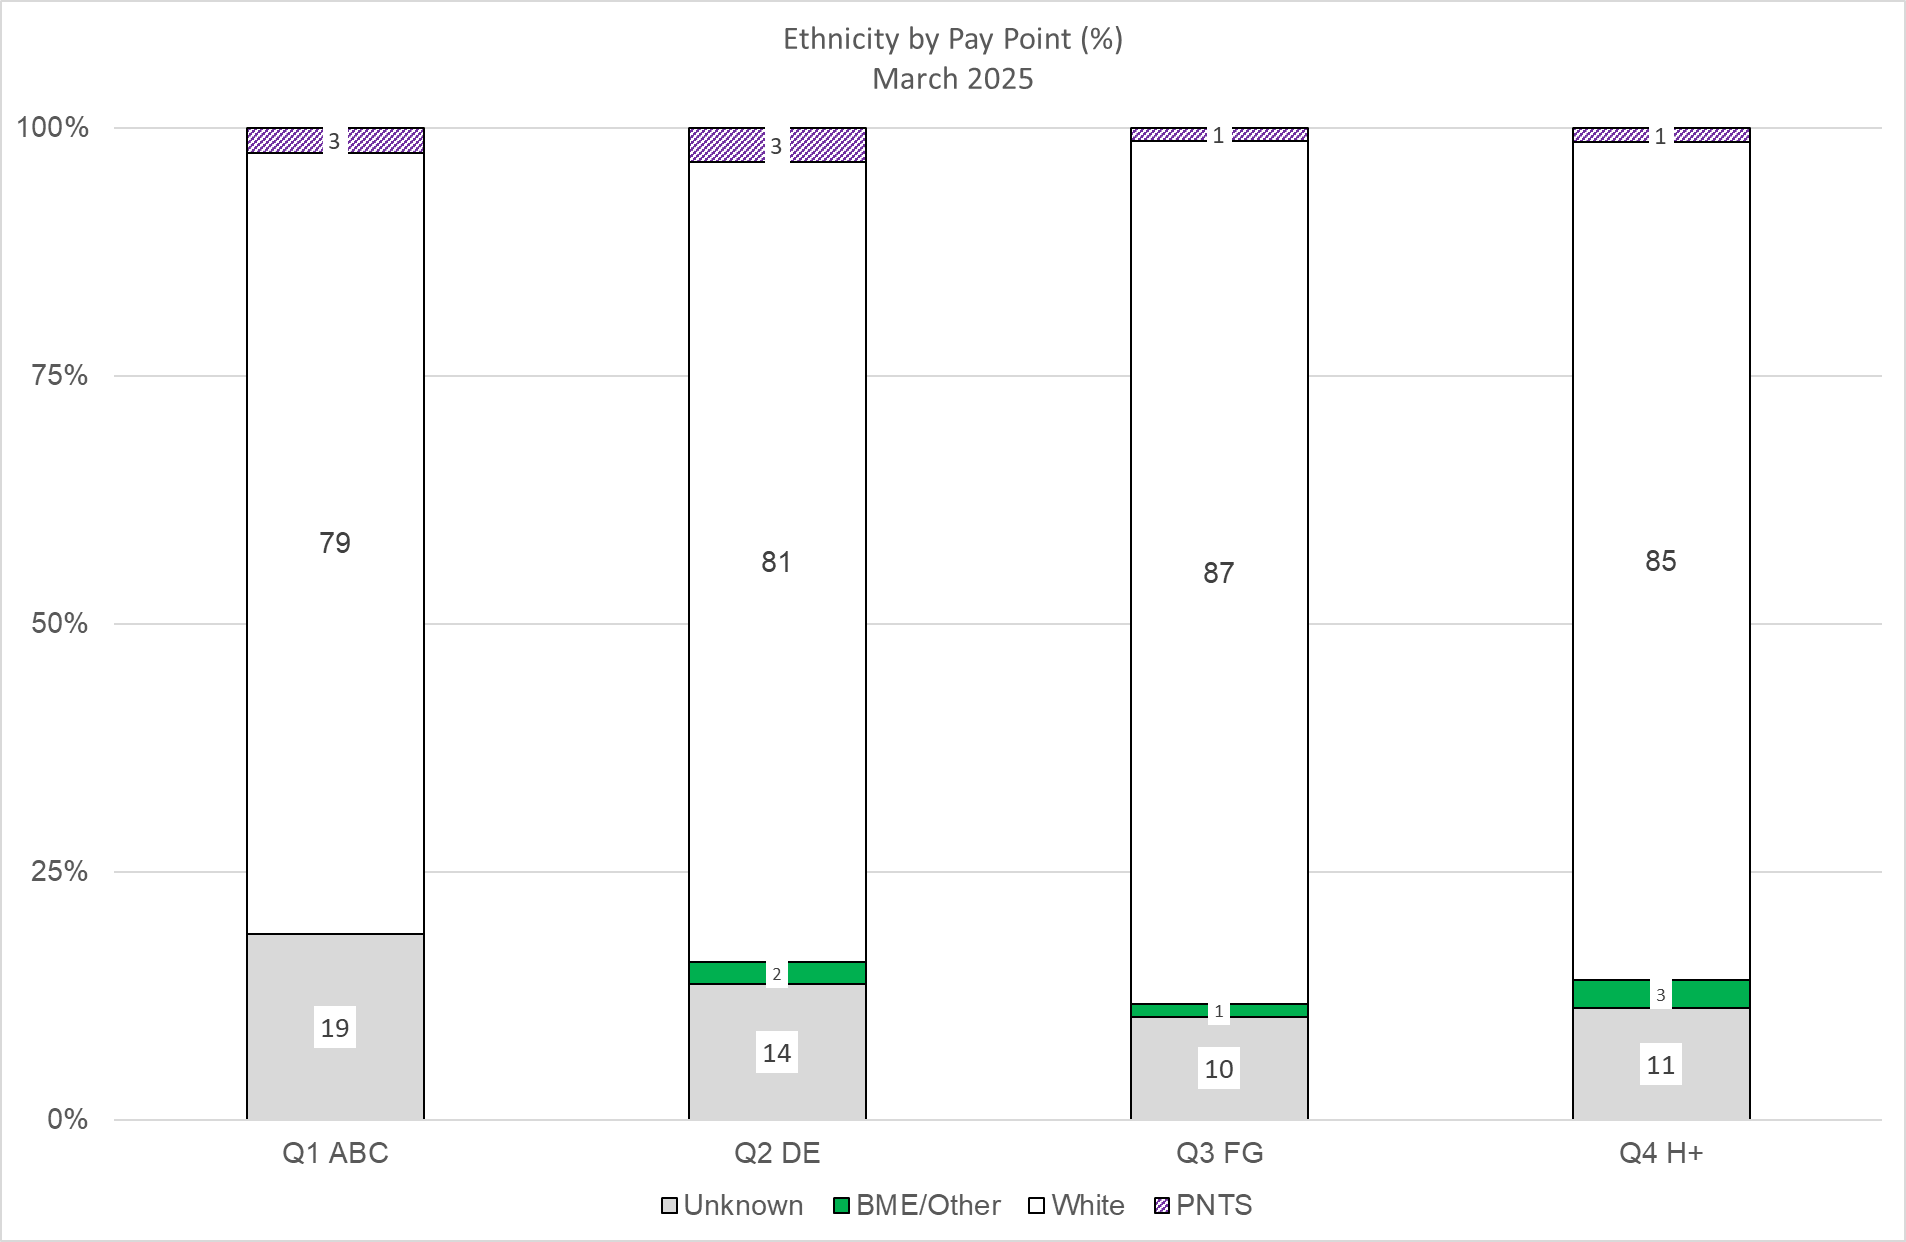 Ethnicity by Pay Point (%)
March 2025
100%
75%
50%
25%
0%
3
79
19
3
81
2
14
1
87
1
10
1
85
3
11
Q1 ABC
Q2 DE
Q3 FG
Q4 H+
Unknown
BME/Other
White
PNTS